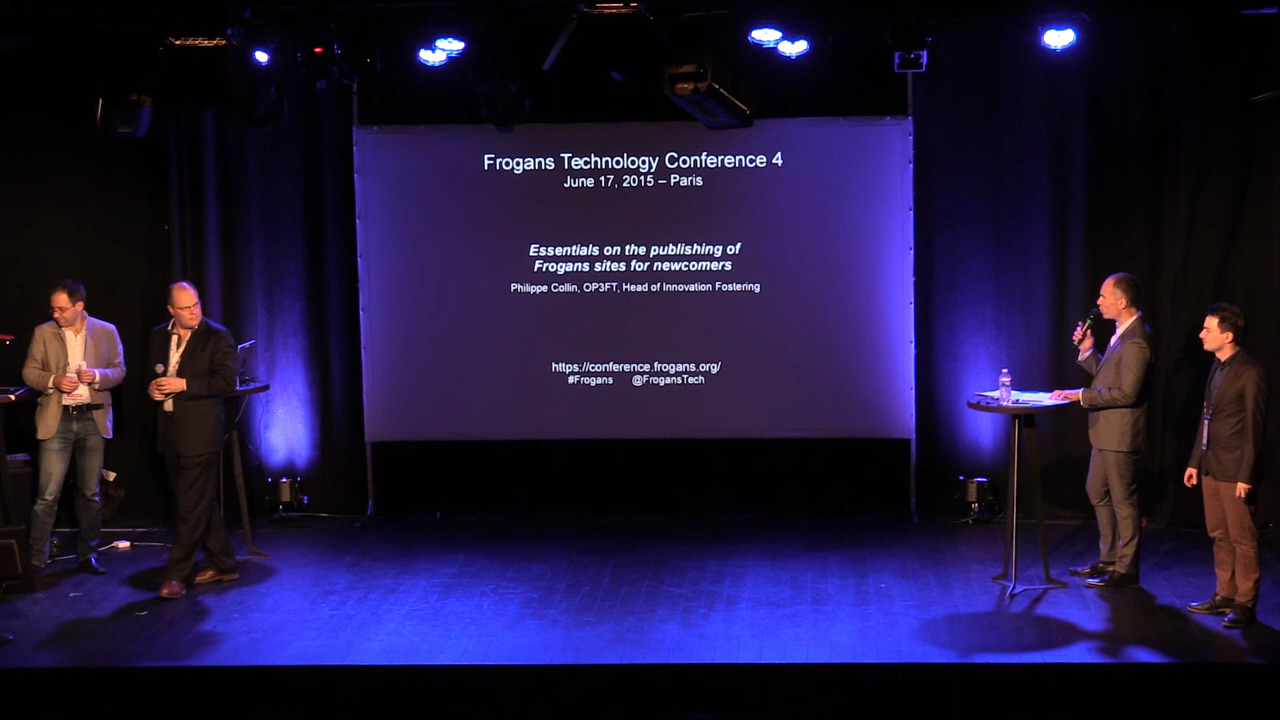 Frogans Technology Conference 4
June 17, 2015 – Paris
Essentials on the publishing of
Frogans sites for newcomers
Philippe Collin, OP3FT, Head of Innovation Fostering
https://conference.frogans.org/
#Frogans @FrogansTech